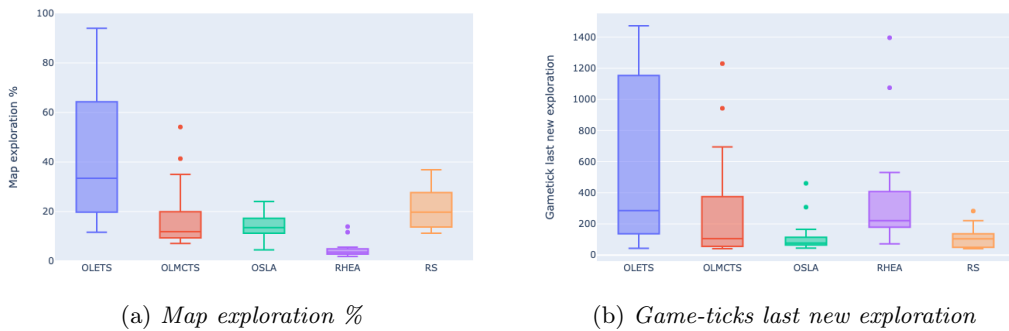 100
80
60
40
20
0
Map exploration %
OLETS
OLMCTS
OSLA
RHEA
RS
(a) Map exploration %
1400
1200
1000
800
600
400
200
0
Gametick last new exploration
OLETS
OLMCTS
OSLA
RHEA
RS
(b) Game-ticks last new exploration